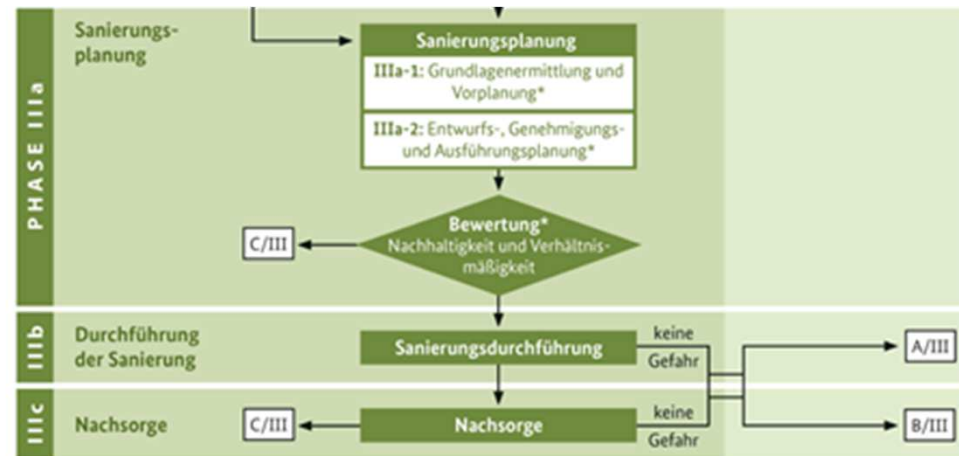 PHASE IIIa
Sanierungs-
planung
Sanierungsplanung
IIIa-1: Grundlagenermittlung und
Vorplanung*
IIIa-2: Entwurfs-, Genehmigungs-
und Ausführungsplanung*
Bewertung*
Nachhaltigkeit und Verhältnis-
mäßigkeit
C/III
IIIb
Durchführung
der Sanierung
Sanierungsdurchführung
keine
Gefahr
A/III
IIIc
Nachsorge
C/III
Nachsorge
keine
Gefahr
B/III